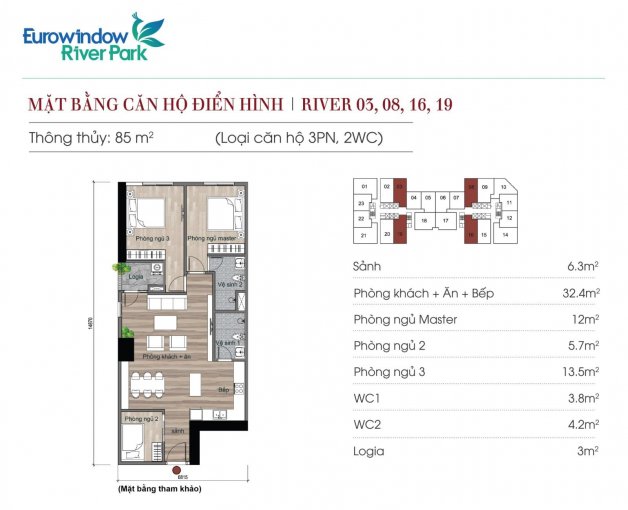 Eurowindow
River Park
MẶT BẰNG CĂN HỘ ĐIỂN HÌNH | RIVER 03, 08, 16, 19
Thông thủy: 85 m² (Loại căn hộ 3PN, 2WC)
Phòng ngủ 3
Phòng ngủ master
Logia
Vệ sinh 2
Vệ sinh 1
Phòng khách + ăn
Bếp
Phòng ngủ 2
sảnh
14970
6615
(Mặt bằng tham khảo)
01 02 03 08 09 10
23 04 05 06 07 11
22 12
21 20 19 18 17 16 15 14
Sảnh 6.3m²
Phòng khách + Ăn + Bếp 32.4m²
Phòng ngủ Master 12m²
Phòng ngủ 2 5.7m²
Phòng ngủ 3 13.5m²
WC1 3.8m²
WC2 4.2m²
Logia 3m²